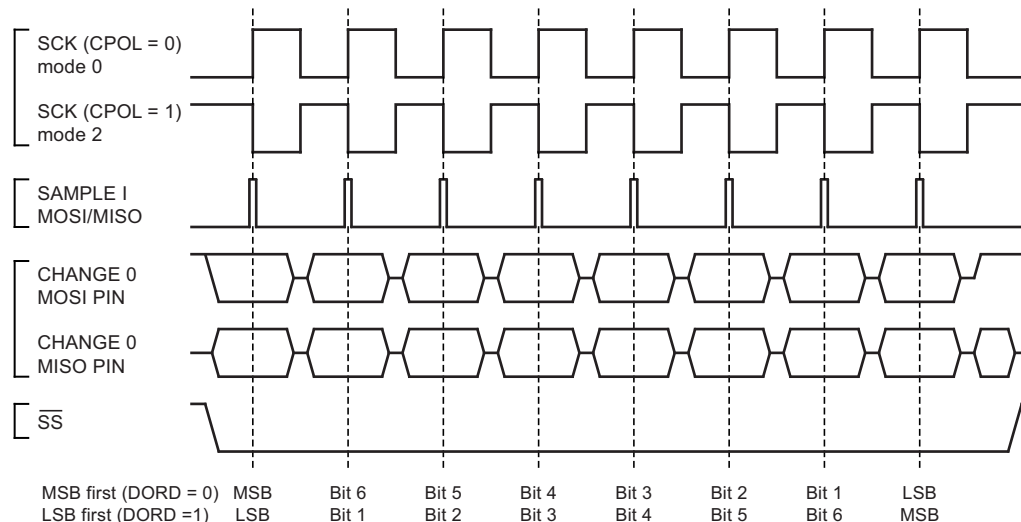 SCK (CPOL = 0)
mode 0
SCK (CPOL = 1)
mode 2
SAMPLE I
MOSI/MISO
CHANGE 0
MOSI PIN
CHANGE 0
MISO PIN
SS
MSB first (DORD = 0) MSB Bit 6 Bit 5 Bit 4 Bit 3 Bit 2 Bit 1 LSB
LSB first (DORD =1) LSB Bit 1 Bit 2 Bit 3 Bit 4 Bit 5 Bit 6 MSB